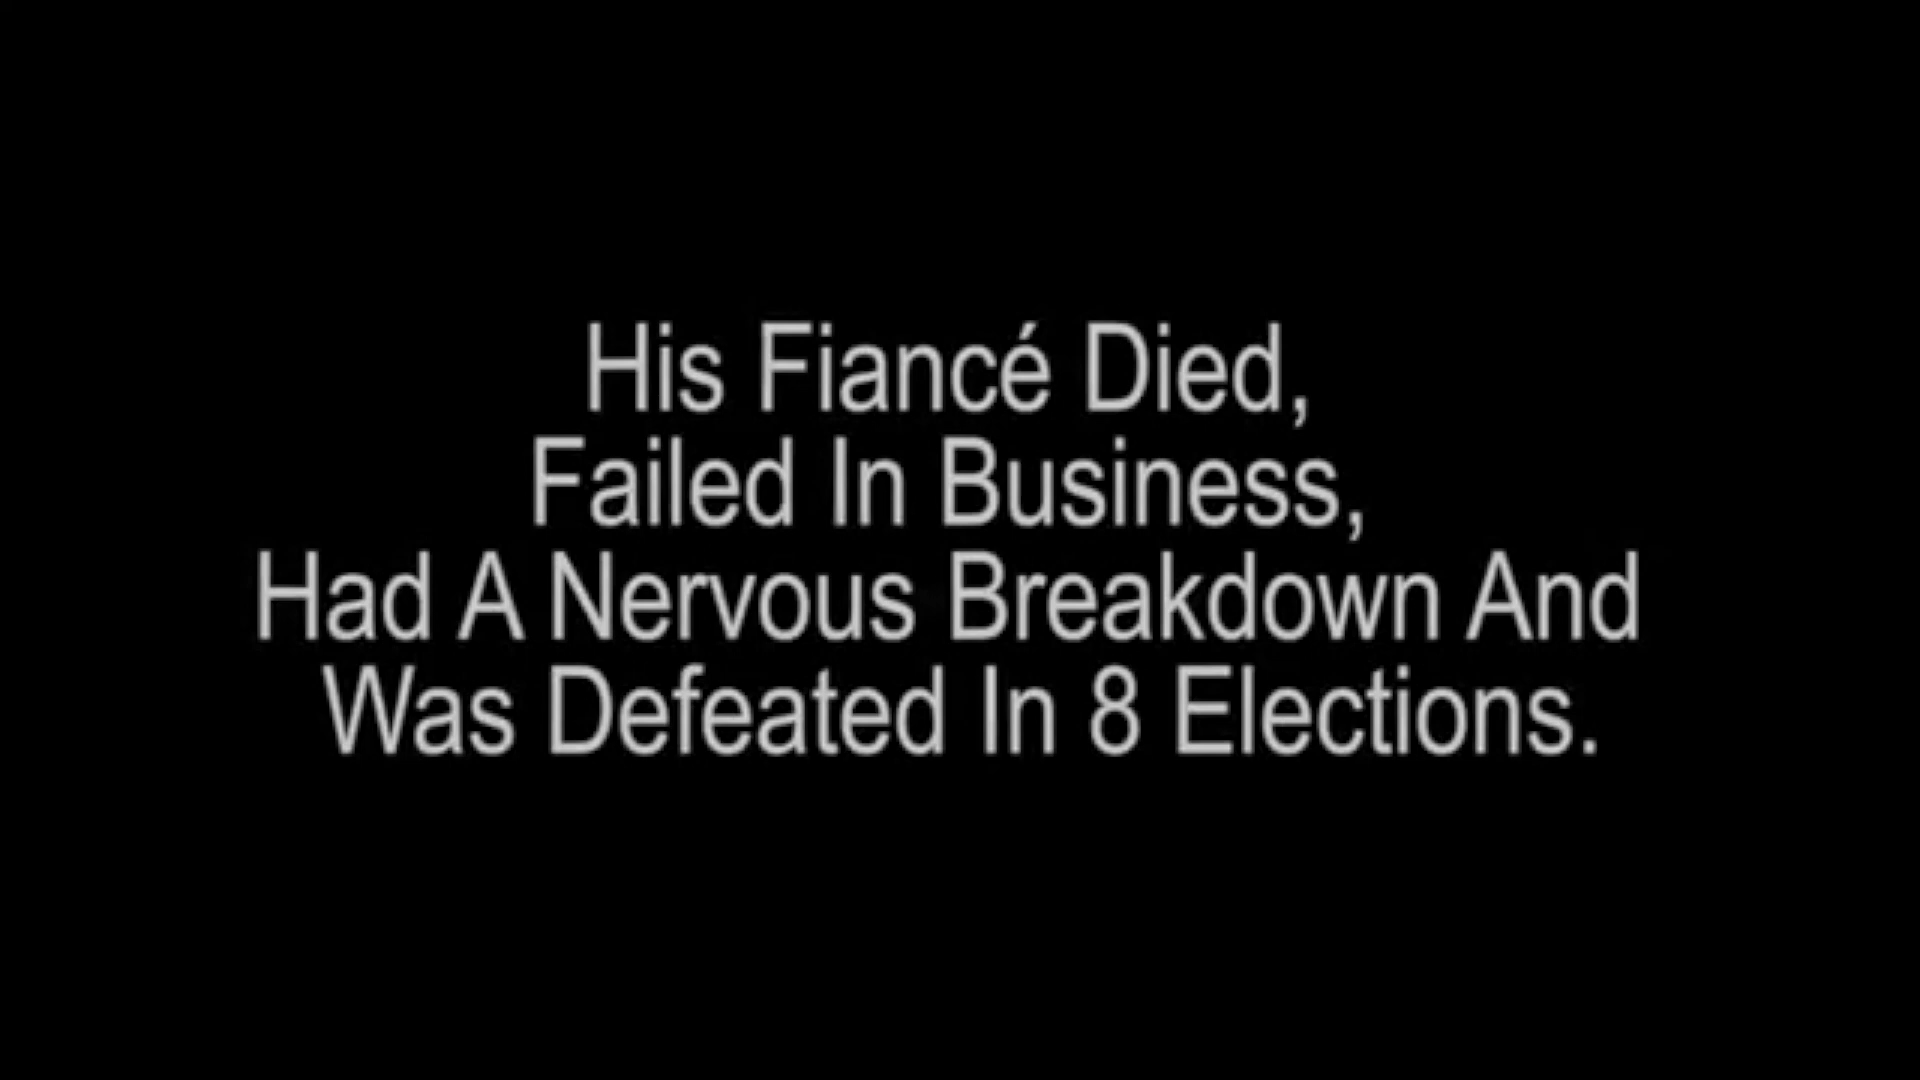 His Fiancé Died,
Failed In Business,
Had A Nervous Breakdown And
Was Defeated In 8 Elections.